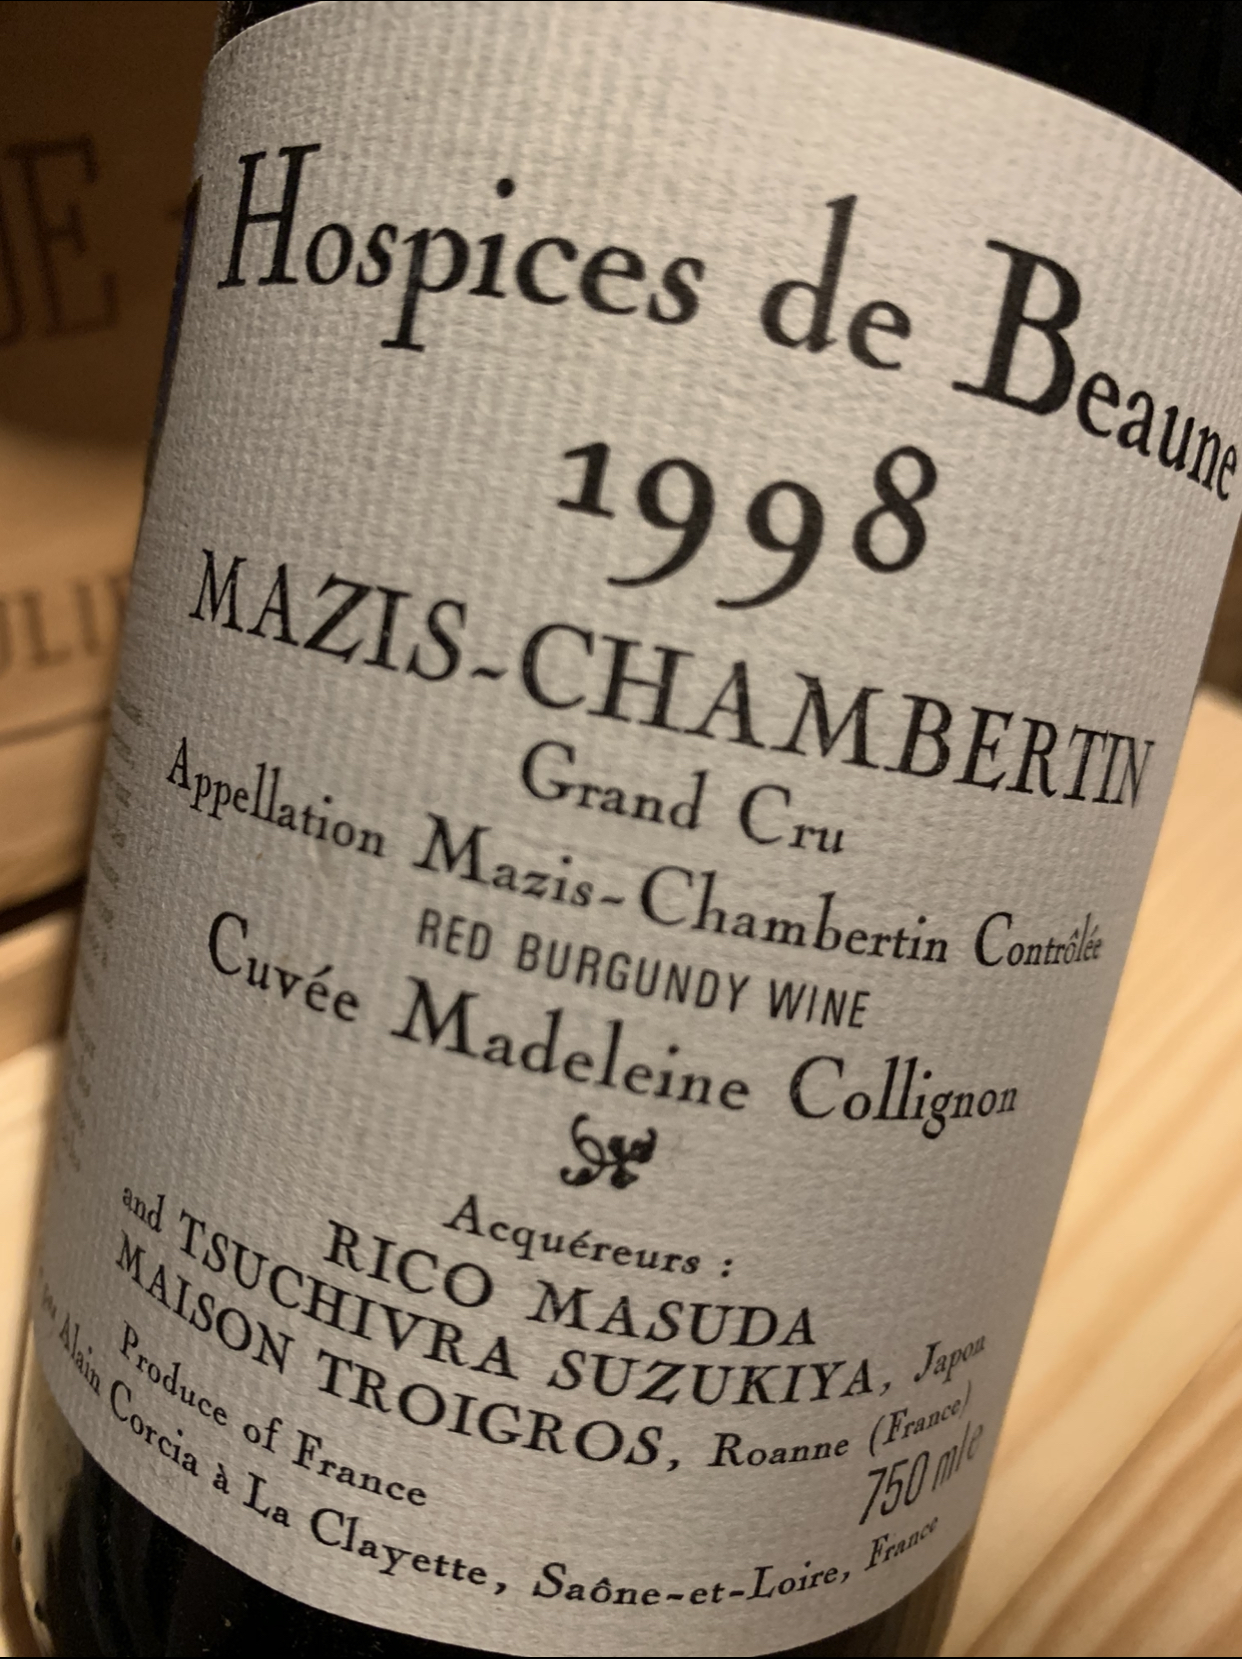 Hospices de Beaune
1998
MAZIS-CHAMBERTIN
Grand Cru
Appellation Mazis-Chambertin Contrôlée
RED BURGUNDY WINE
Cuvée Madeleine Collignon
Acquéreurs :
RICO MASUDA
and TSUCHIVRA SUZUKIYA, Japon
MAISON TROIGROS, Roanne (France)
Produce of France
750 mle
par Alain Corcia à La Clayette, Saône-et-Loire, France